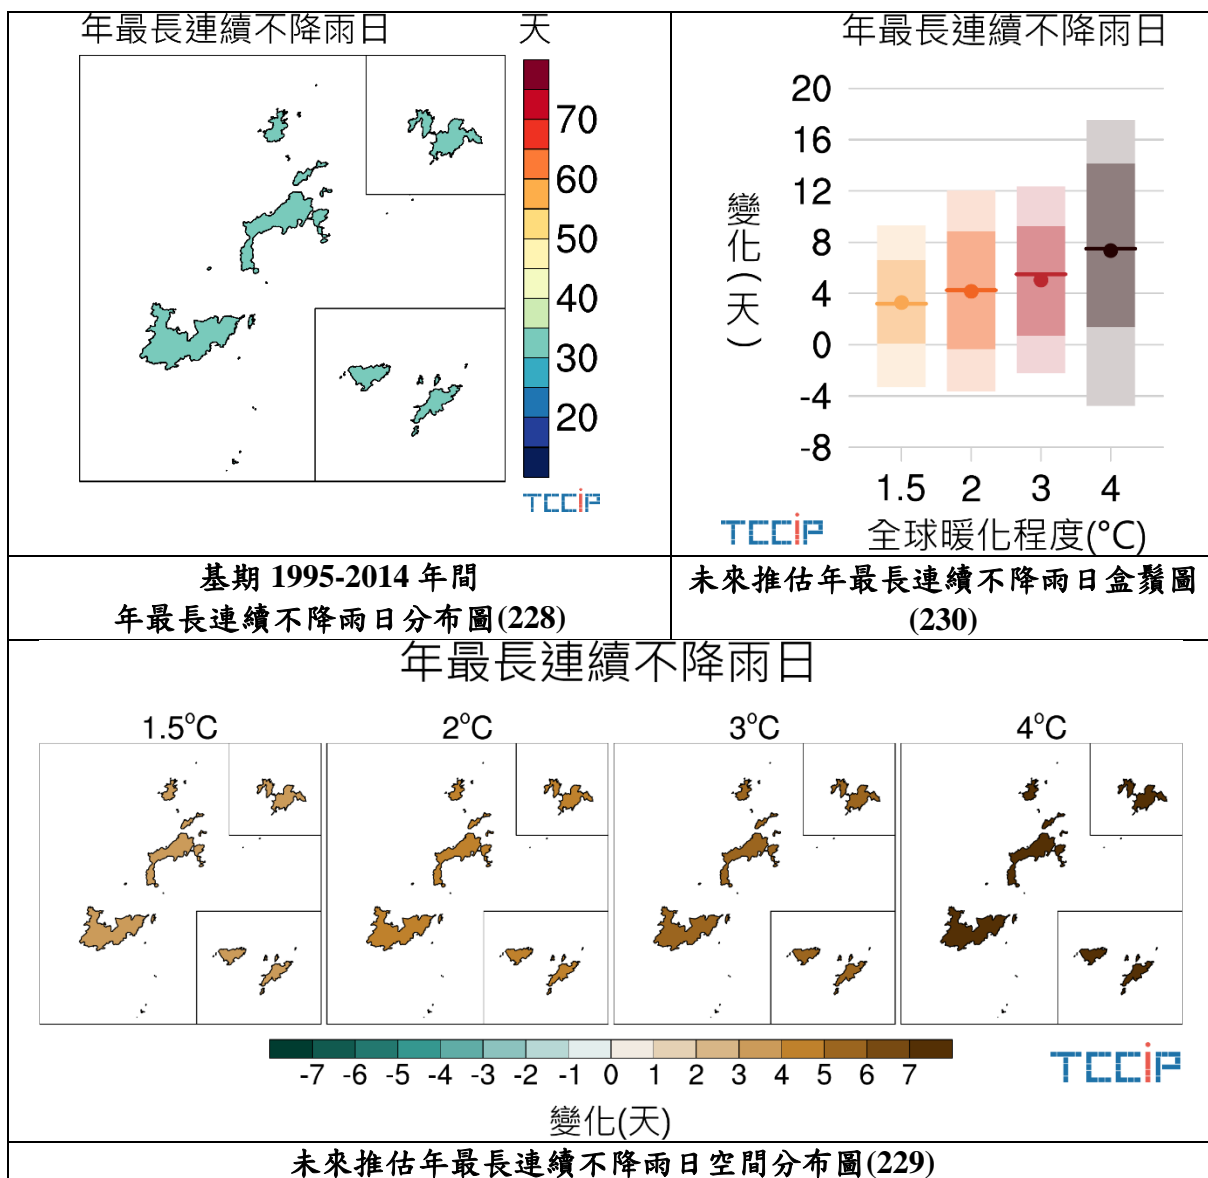 年最長連續不降雨日 天
70
60
50
40
30
20
TCCiP
基期 1995-2014 年間
年最長連續不降雨日分布圖(228)
年最長連續不降雨日
變化(天)
20
16
12
8
4
0
-4
-8
1.5 2 3 4
TCCiP 全球暖化程度(°C)
未來推估年最長連續不降雨日盒鬚圖
(230)
年最長連續不降雨日
1.5°C 2°C 3°C 4°C
-7 -6 -5 -4 -3 -2 -1 0 1 2 3 4 5 6 7
TCCiP
變化(天)
未來推估年最長連續不降雨日空間分布圖(229)